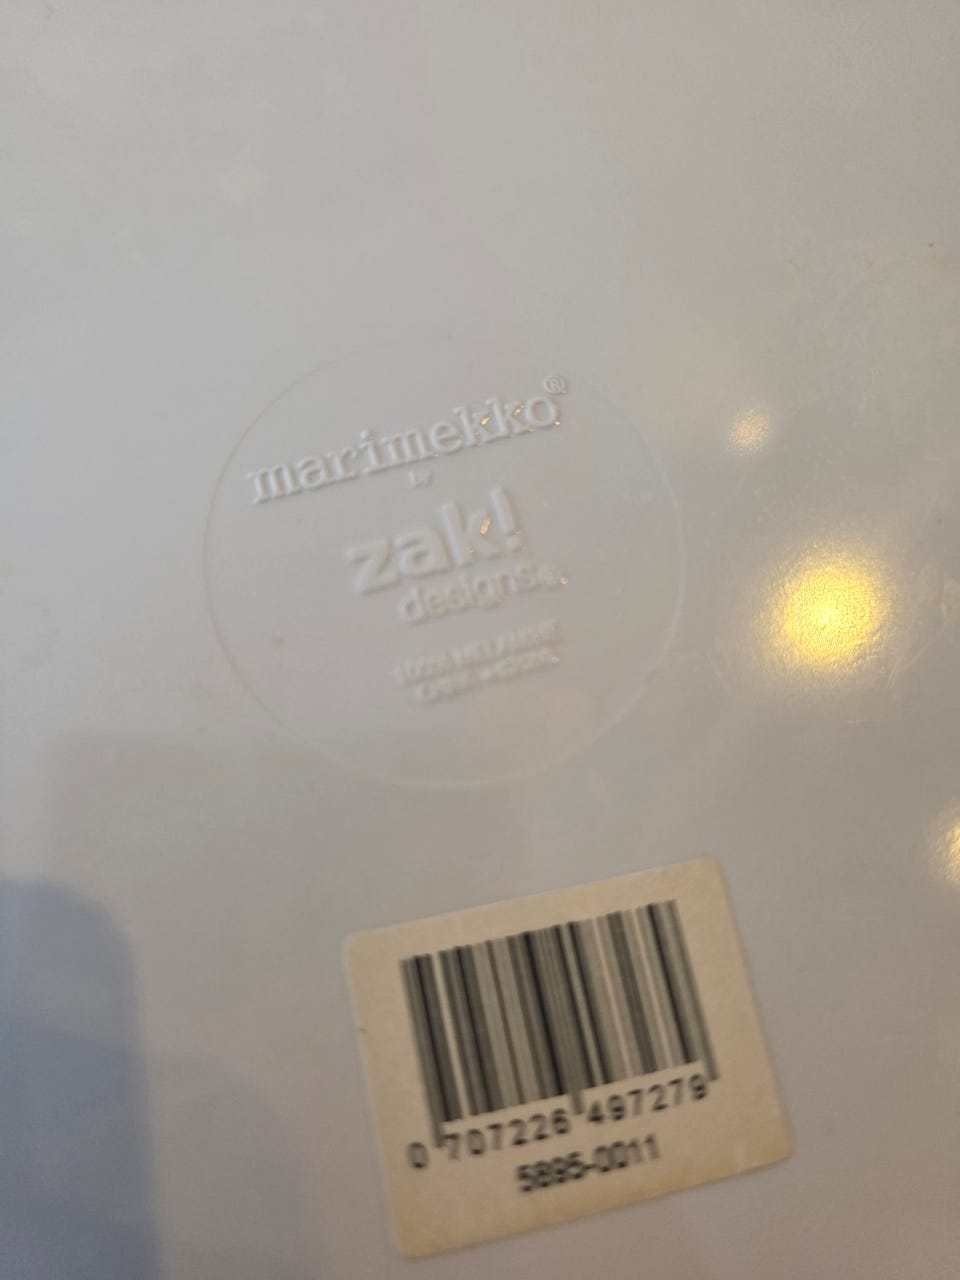 marimekko®
by
zak!
designs®
100% MELAMINE
0 707226 497279
5895-0011